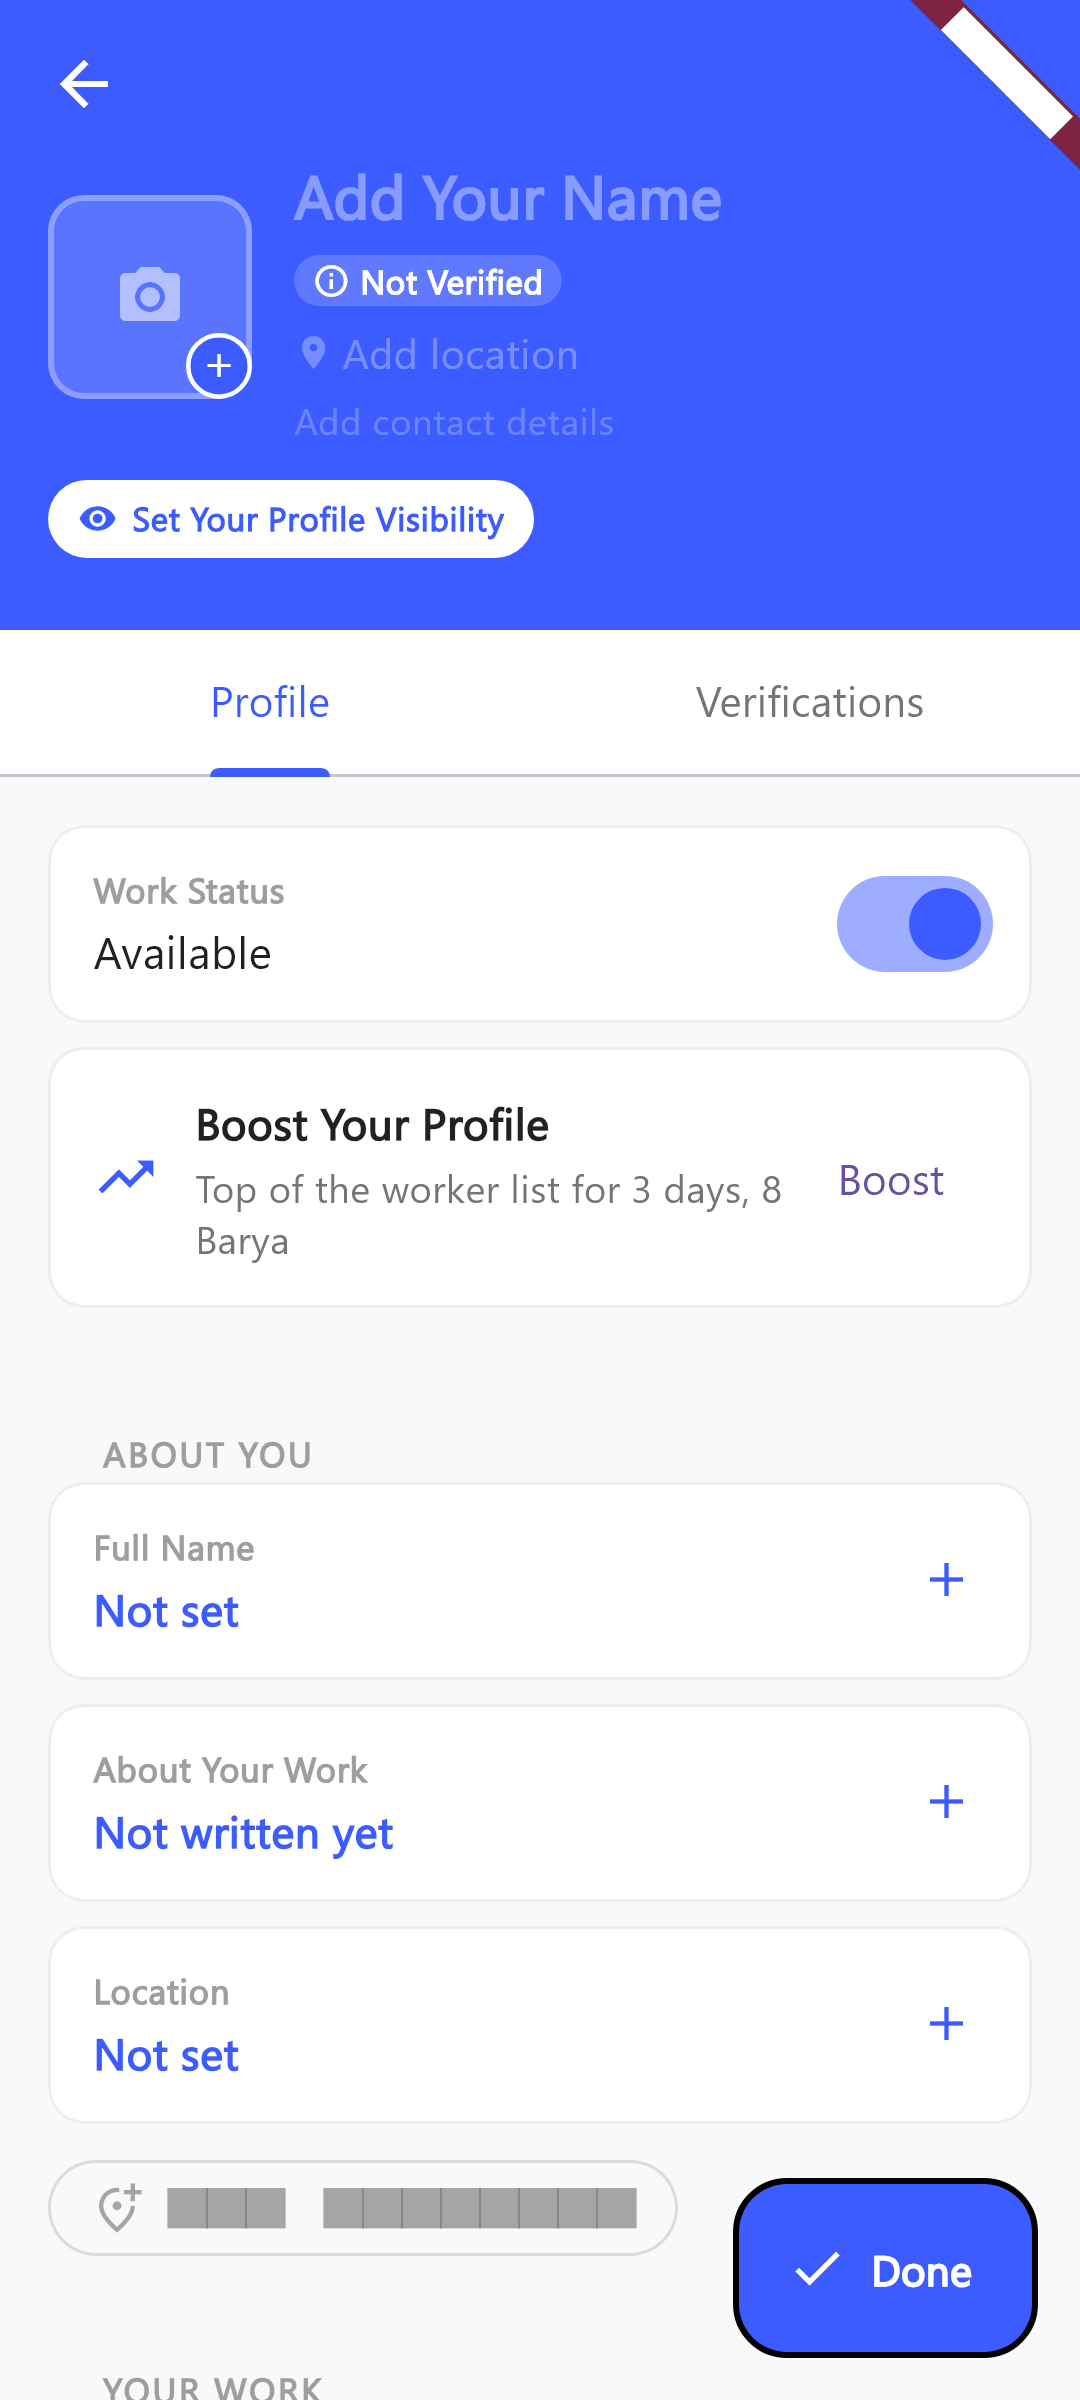 Add Your Name
Not Verified
Add location
Add contact details
Set Your Profile Visibility
Profile
Verifications
Work Status
Available
Boost Your Profile
Top of the worker list for 3 days, 8
Barya
Boost
ABOUT YOU
Full Name
Not set
About Your Work
Not written yet
Location
Not set
Done
YOUR WORK